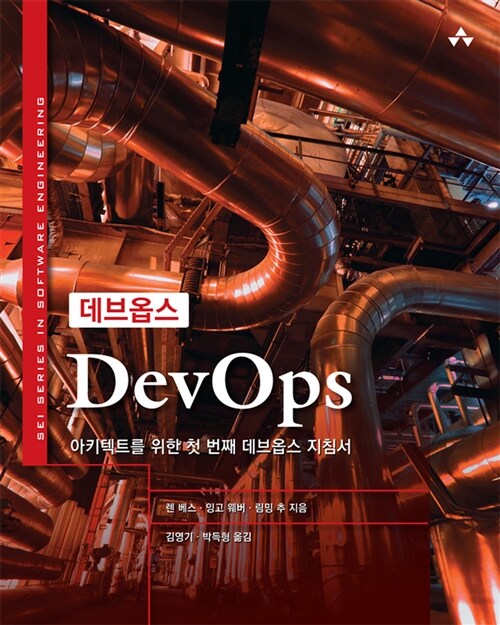 SEI SERIES IN SOFTWARE ENGINEERING
데브옵스
DevOps
아키텍트를 위한 첫 번째 데브옵스 지침서
렌 베스 · 잉고 웨버 · 림밍 추 지음
김영기 · 박득형 옮김